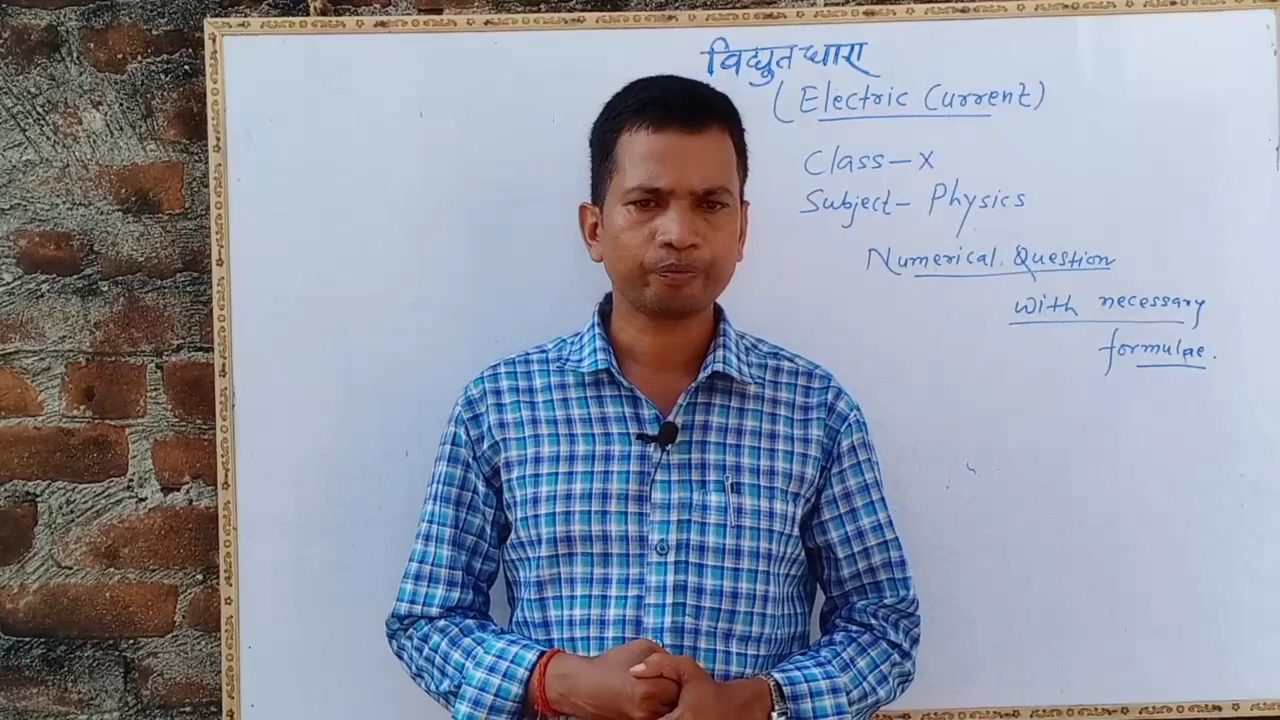 विद्युत धारा
(Electric Current)
Class-X
Subject- Physics
Numerical. Question
with necessary
formulae.